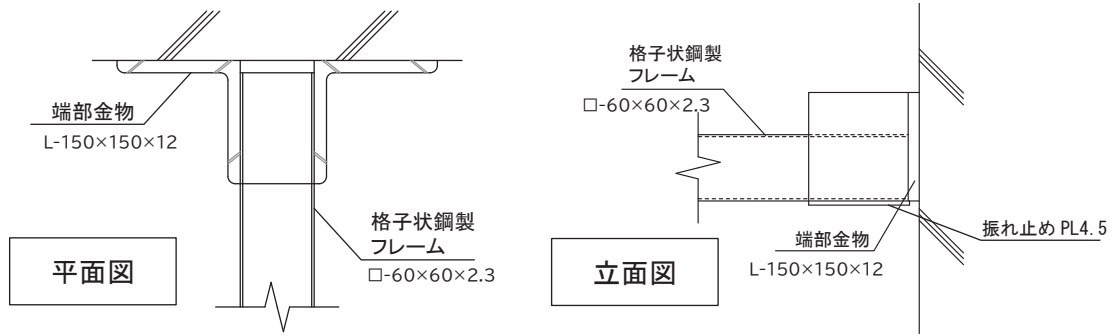 端部金物
L-150×150×12
格子状鋼製
フレーム
□-60×60×2.3
平面図
格子状鋼製
フレーム
□-60×60×2.3
端部金物
L-150×150×12
振れ止め PL4.5
立面図